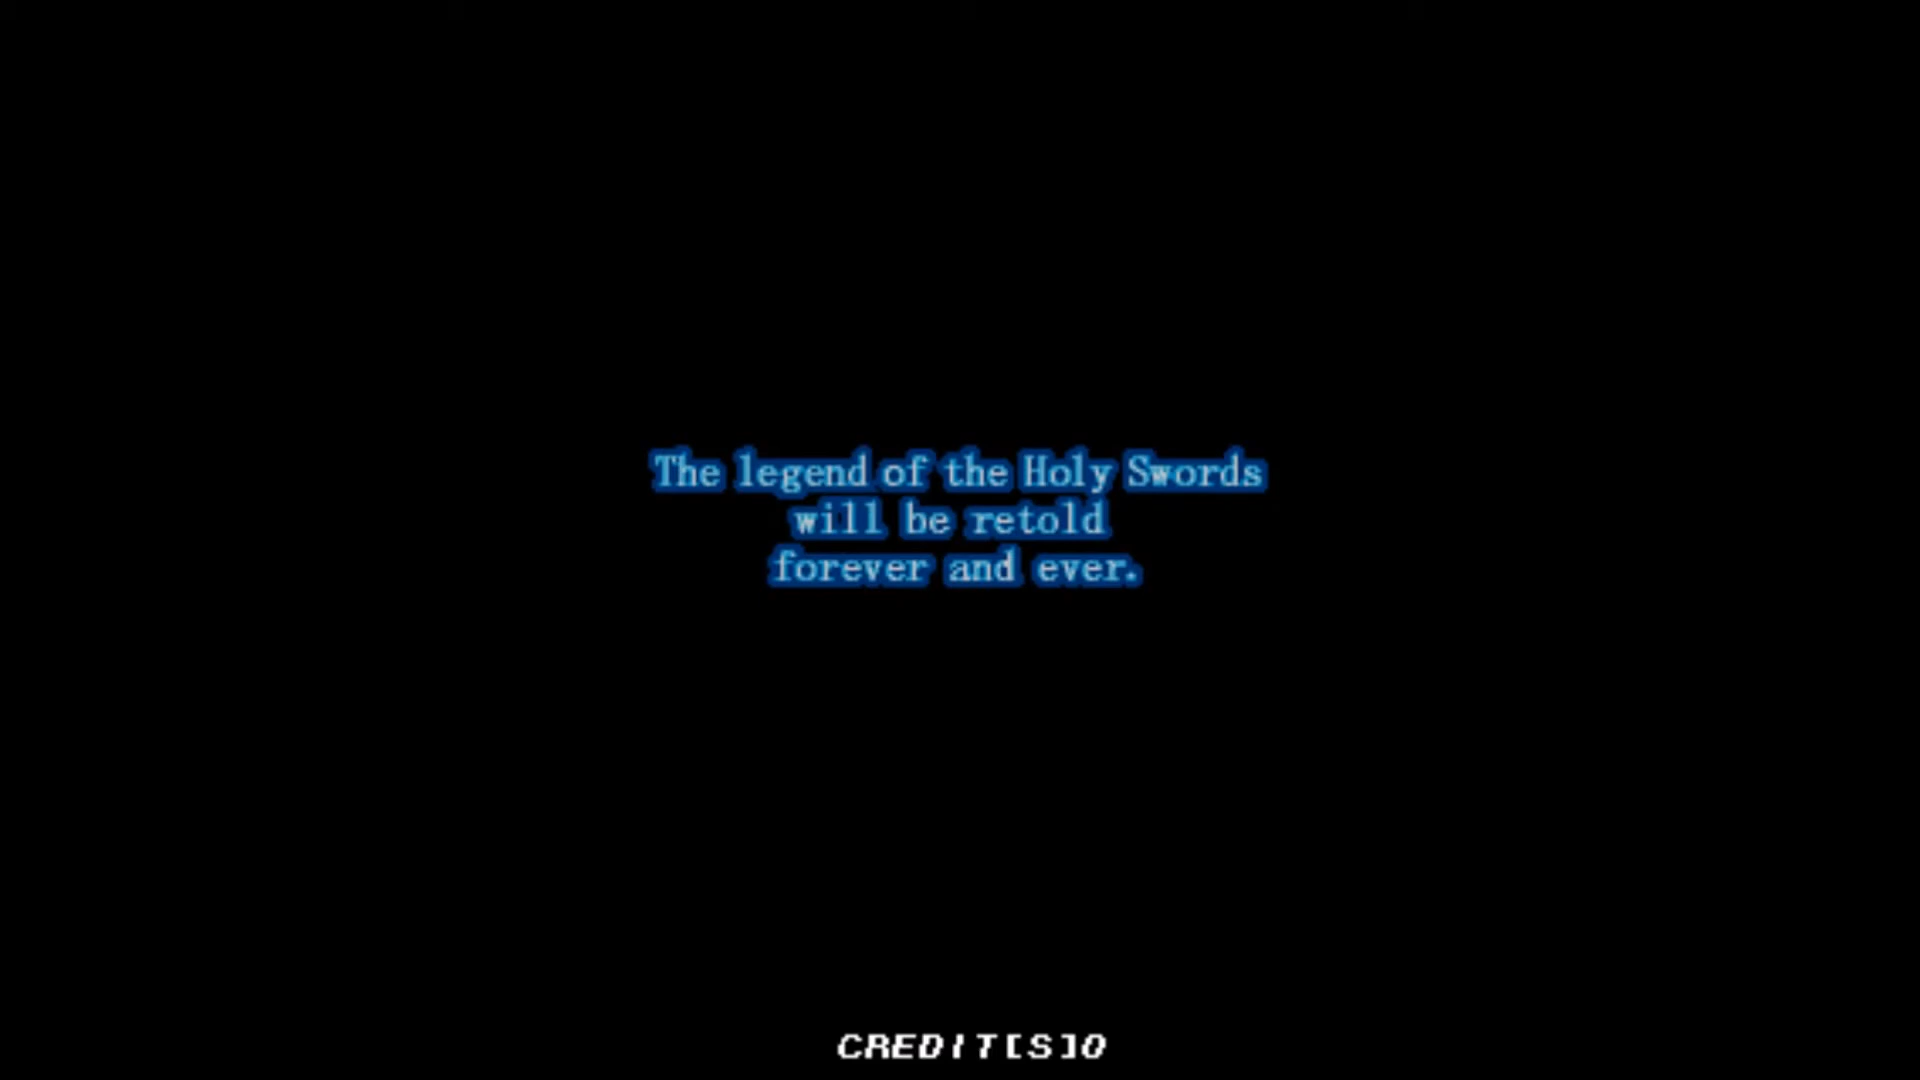 The legend of the Holy Swords
will be retold
forever and ever.
CREDIT[S]0